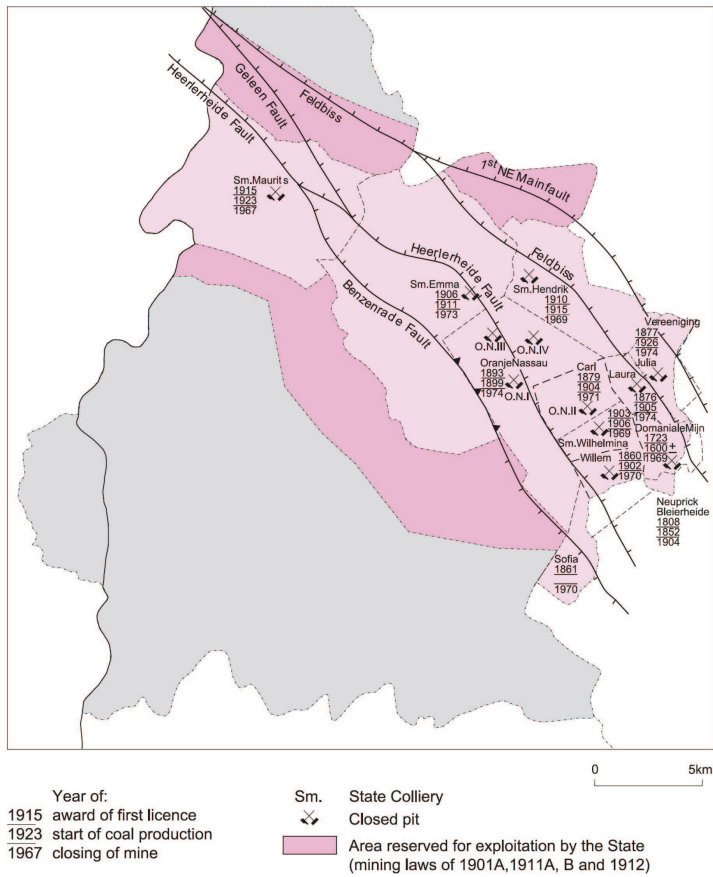 Heerlerheide Fault
Geleen Fault
Feldbiss
1st NE Mainfault
Sm.Maurits
1915
1923
1967
Heerlerheide Fault
Feldbiss
Benzenrade Fault
Sm.Emma
1906
1911
1973
Sm.Hendrik
1910
1915
1969
O.N.III
O.N.IV
OranjeNassau
1893
1899
1974
O.N.I
Vereeniging
1877
1926
1974
Julia
Carl
1879
1904
1971
Laura
1876
1905
1974
O.N.II
1903
1906
1969
Sm.Wilhelmina
DomanialeMijn
1723
1600±
1969
Willem
1860
1902
1970
Neuprick
Bleierheide
1808
1852
1904
Sofia
1861
1970
0 5km
Year of:
1915 award of first licence
1923 start of coal production
1967 closing of mine
Sm. State Colliery
Closed pit
Area reserved for exploitation by the State
(mining laws of 1901A,1911A, B and 1912)